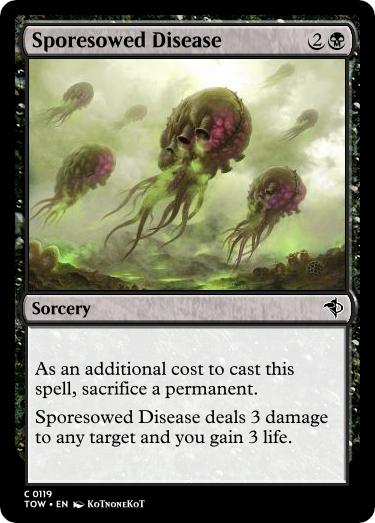 Sporesowed Disease 2
Sorcery
As an additional cost to cast this
spell, sacrifice a permanent.
Sporesowed Disease deals 3 damage
to any target and you gain 3 life.
C 0119
TOW • EN KoTnoneKoT